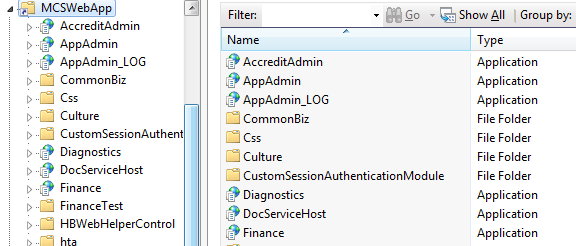 MCSWebApp
AccreditAdmin
AppAdmin
AppAdmin_LOG
CommonBiz
Css
Culture
CustomSessionAuthent
Diagnostics
DocServiceHost
Finance
FinanceTest
HBWebHelperControl
hta
Filter: Go Show All Group by:
Name Type
AccreditAdmin Application
AppAdmin Application
AppAdmin_LOG Application
CommonBiz File Folder
Css File Folder
Culture File Folder
CustomSessionAuthenticationModule File Folder
Diagnostics Application
DocServiceHost Application
Finance Application